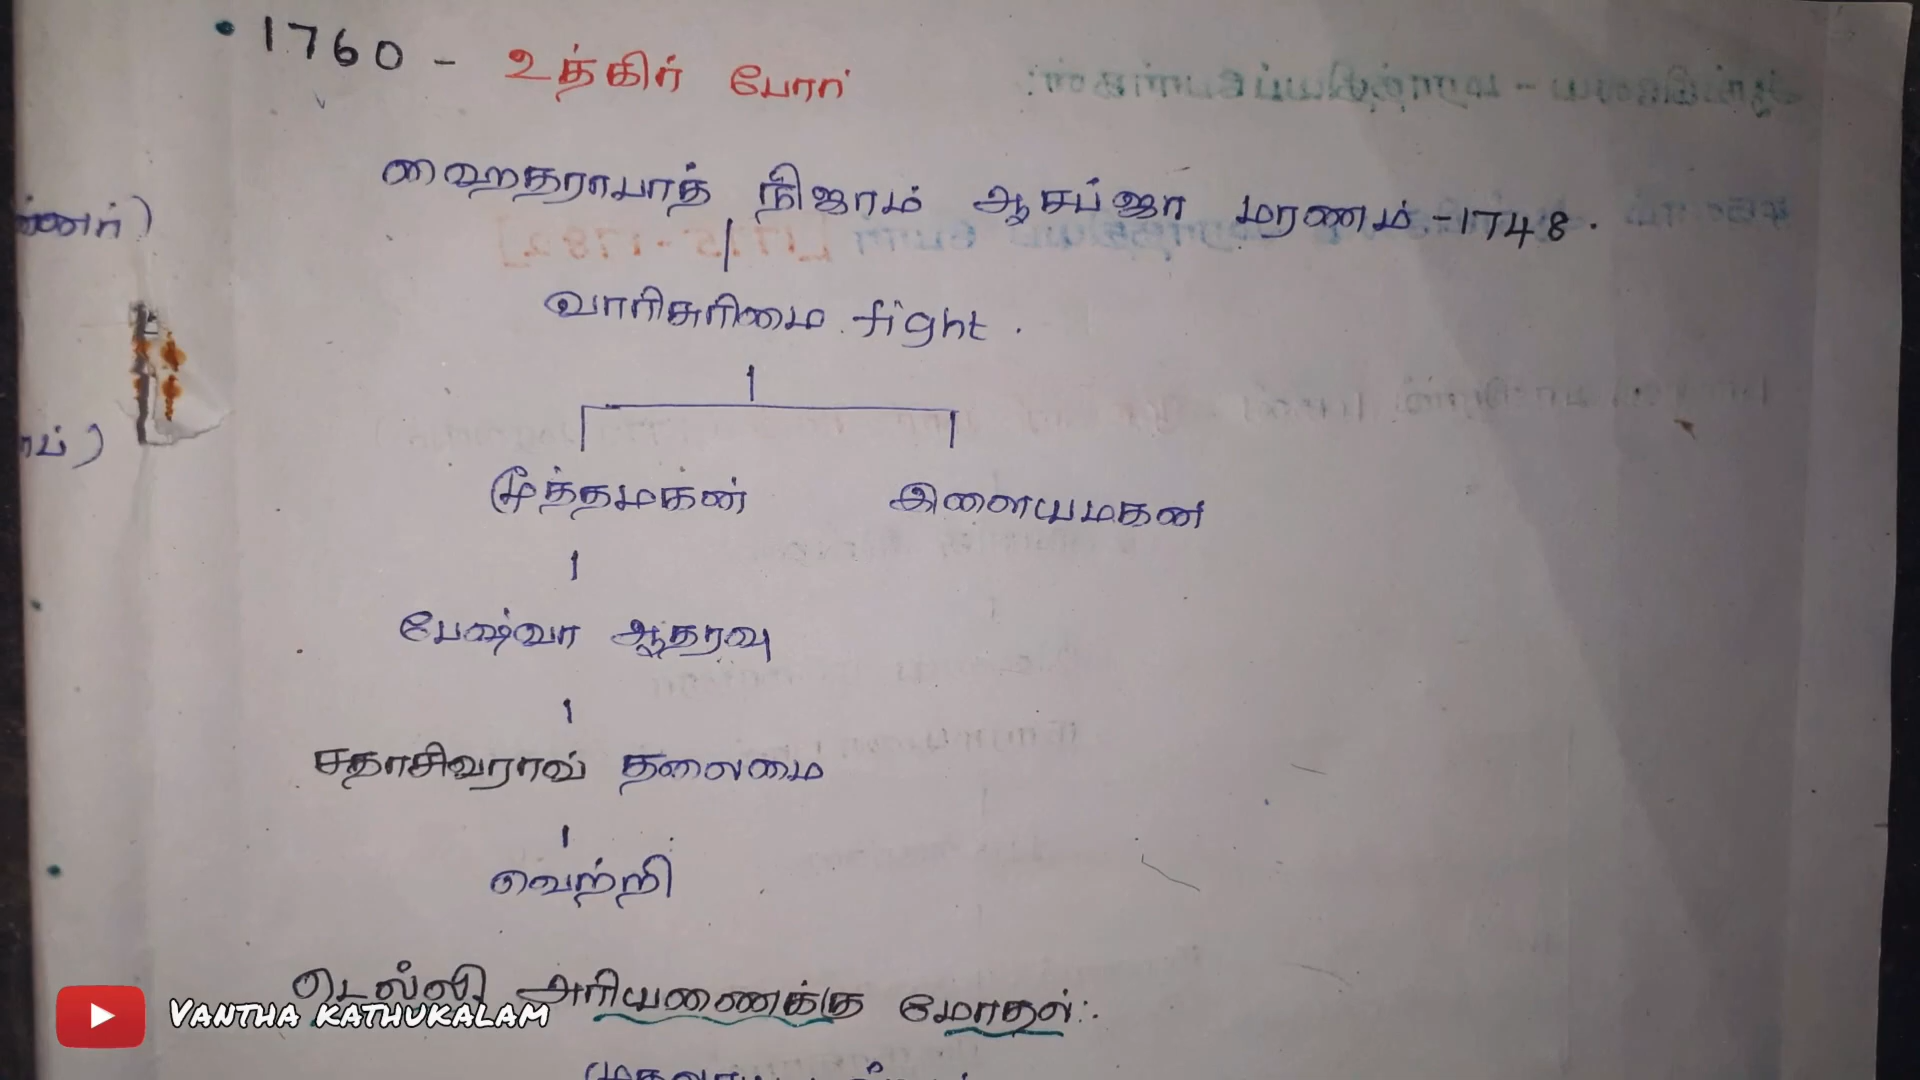 • 1760 - உத்கிர் போர்
ஹைதராபாத் நிஜாம் ஆசப்ஜா மரணம் - 1748.
ன்னர்)
வாரிசுரிமை fight.
மூத்தமகன் இளையமகன்
பேஷ்வா ஆதரவு
சதாசிவராவ் தலைமை
வெற்றி
டெல்லி அரியணைக்கு மோதல்:.
VANTHA KATHUKALAM